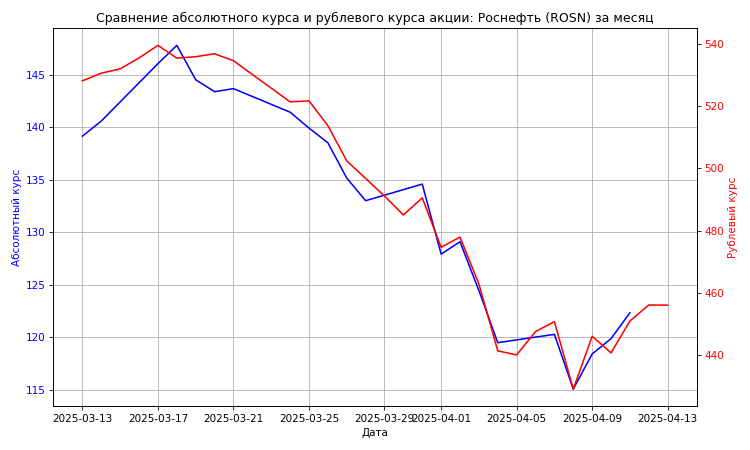 Сравнение абсолютного курса и рублевого курса акции: Роснефть (ROSN) за месяц
Абсолютный курс
145
140
135
130
125
120
115
540
520
500
480
460
440
Рублевый курс
2025-03-13 2025-03-17 2025-03-21 2025-03-25 2025-03-29 2025-04-01 2025-04-05 2025-04-09 2025-04-13
Дата